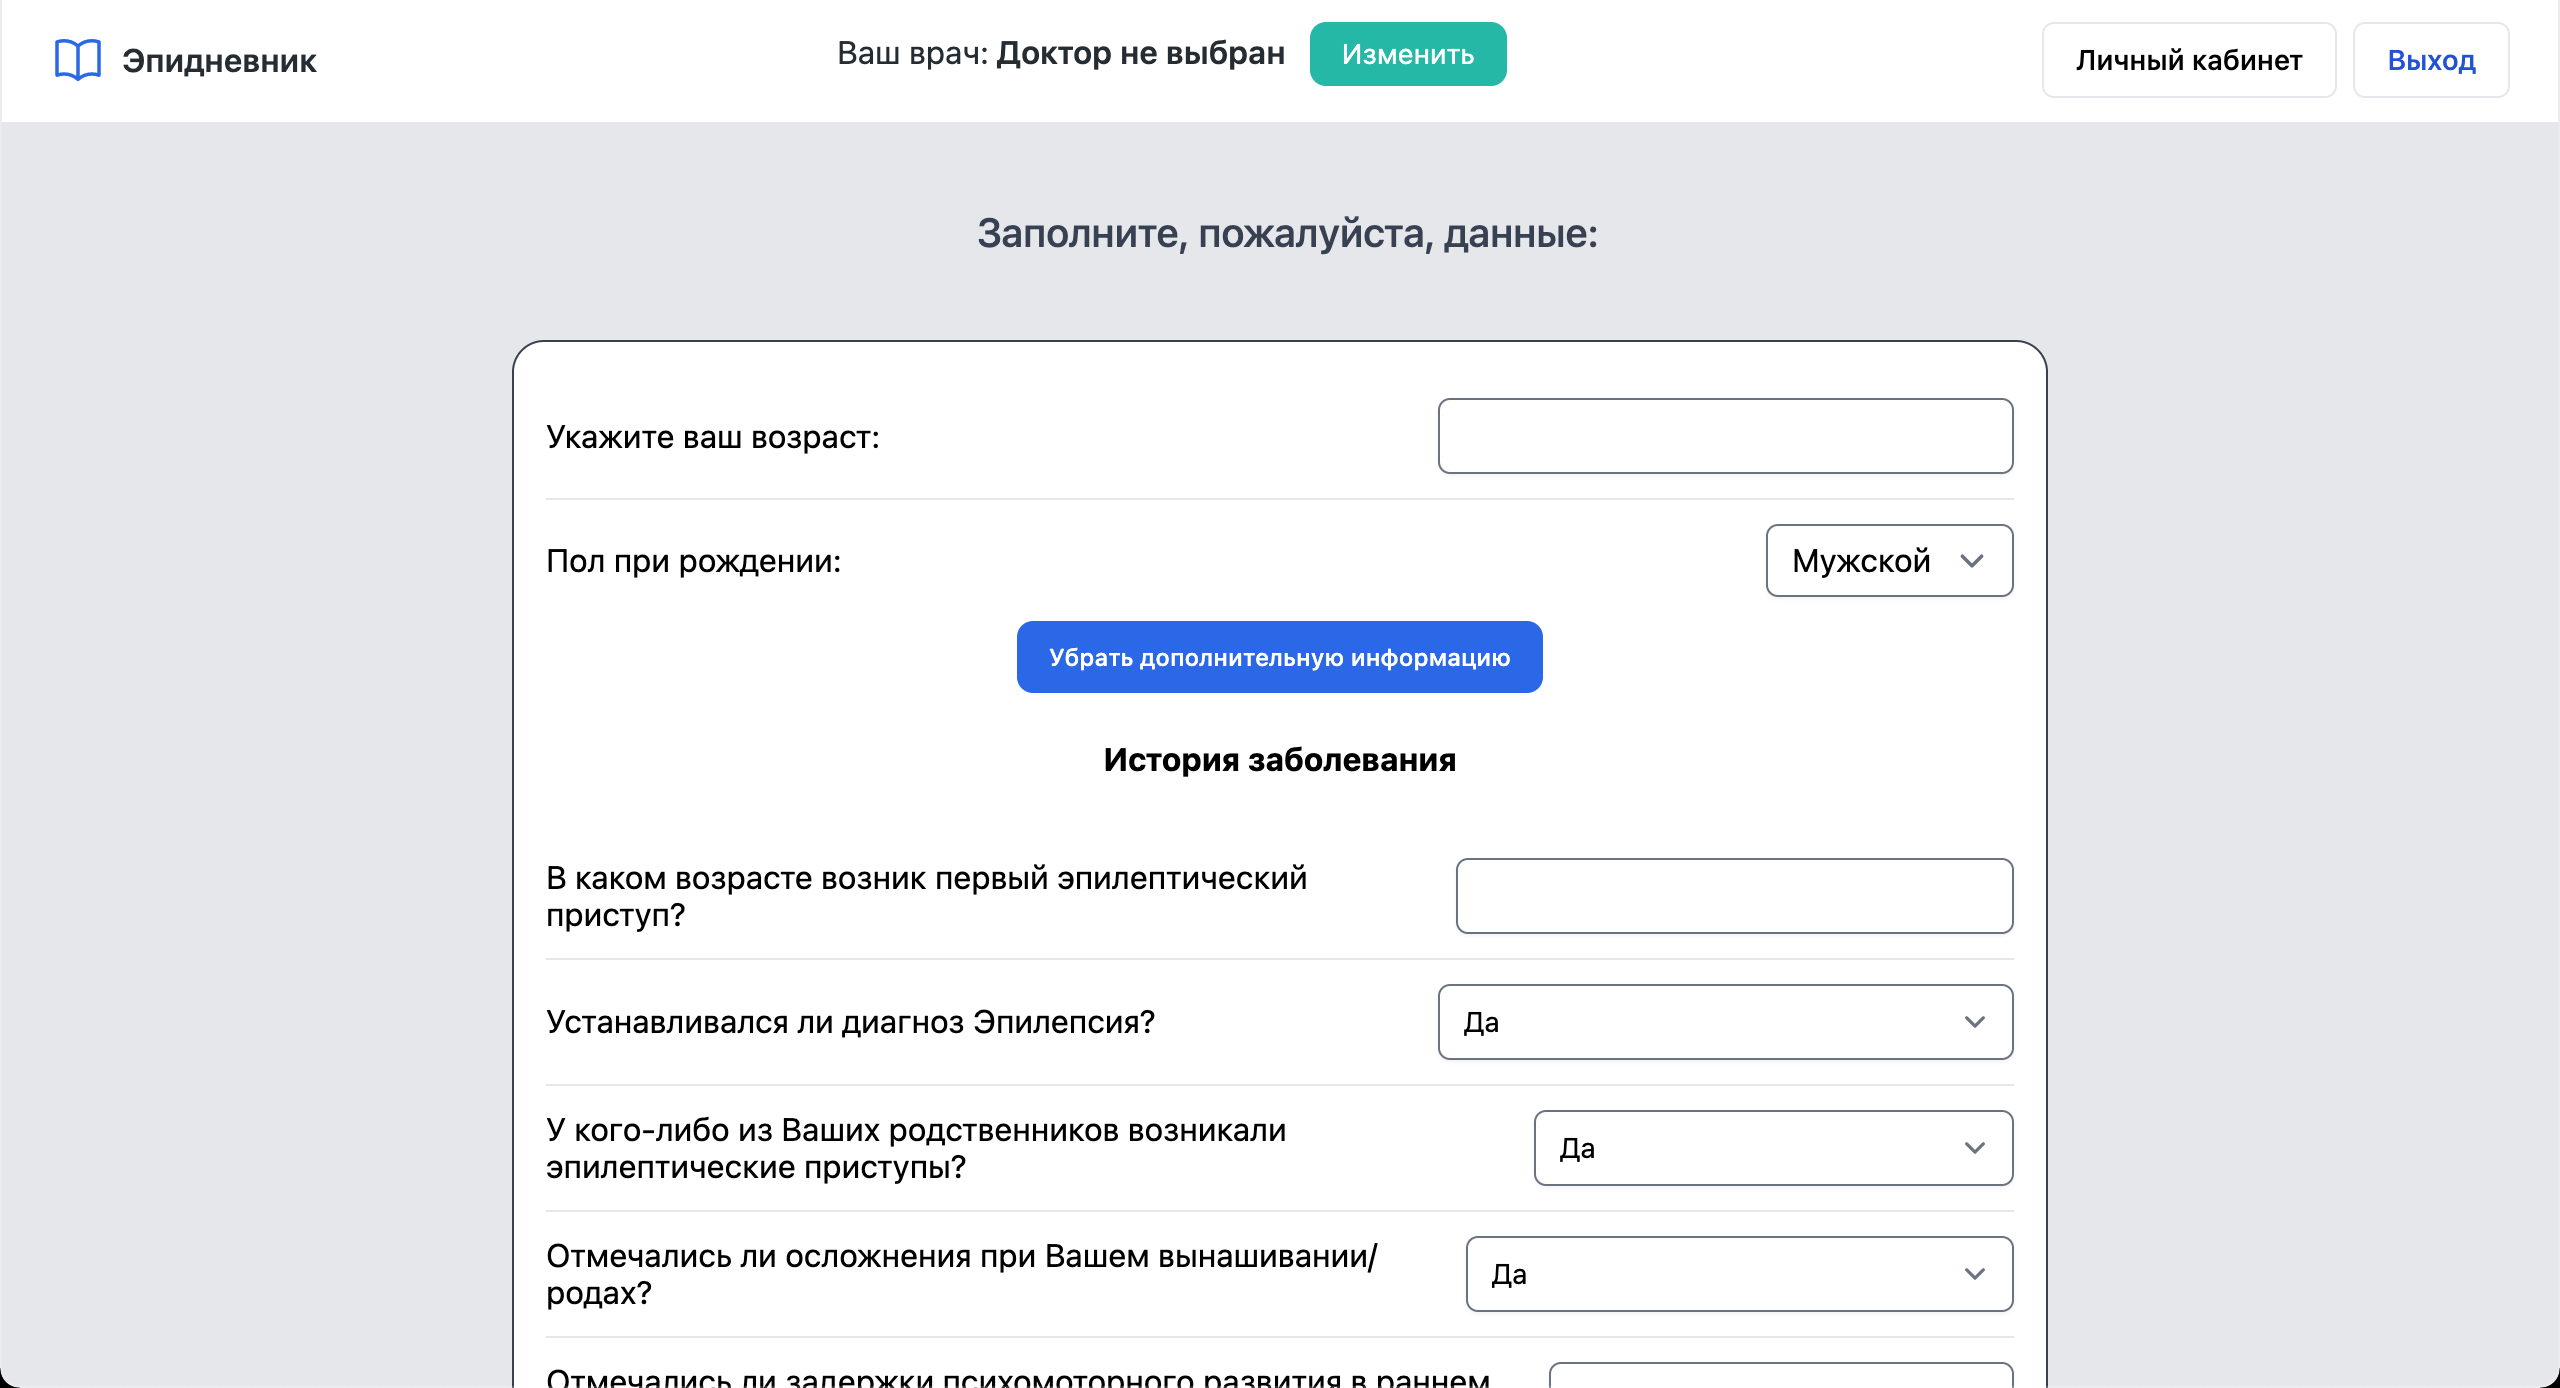 Эпидневник
Ваш врач: Доктор не выбран
Изменить
Личный кабинет
Выход
Заполните, пожалуйста, данные:
Укажите ваш возраст:
Пол при рождении:
Мужской
Убрать дополнительную информацию
История заболевания
В каком возрасте возник первый эпилептический
приступ?
Устанавливался ли диагноз Эпилепсия?
Да
У кого-либо из Ваших родственников возникали
эпилептические приступы?
Да
Отмечались ли осложнения при Вашем вынашивании/
родах?
Да
Отмечались ли задержки психомоторного развития в раннем